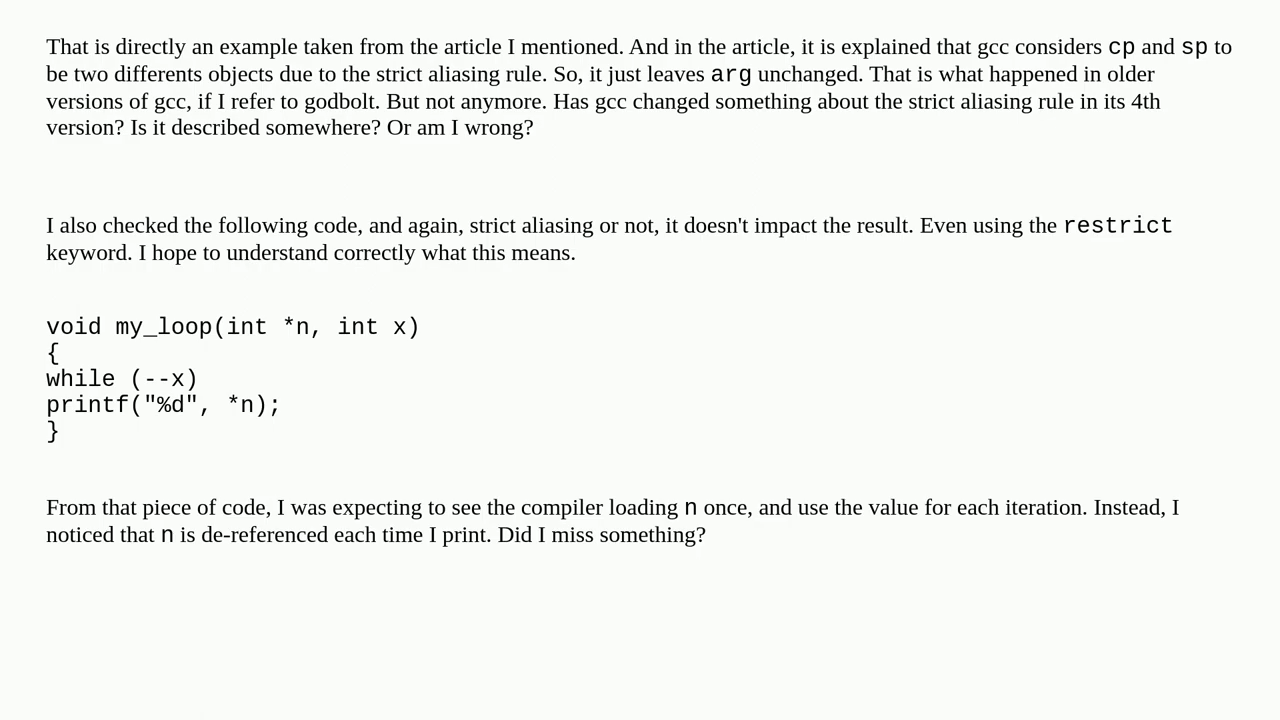 That is directly an example taken from the article I mentioned. And in the article, it is explained that gcc considers cp and sp to
be two differents objects due to the strict aliasing rule. So, it just leaves arg unchanged. That is what happened in older
versions of gcc, if I refer to godbolt. But not anymore. Has gcc changed something about the strict aliasing rule in its 4th
version? Is it described somewhere? Or am I wrong?
I also checked the following code, and again, strict aliasing or not, it doesn't impact the result. Even using the restrict
keyword. I hope to understand correctly what this means.
void my_loop(int *n, int x)
{
while (--x)
printf("%d", *n);
}
From that piece of code, I was expecting to see the compiler loading n once, and use the value for each iteration. Instead, I
noticed that n is de-referenced each time I print. Did I miss something?